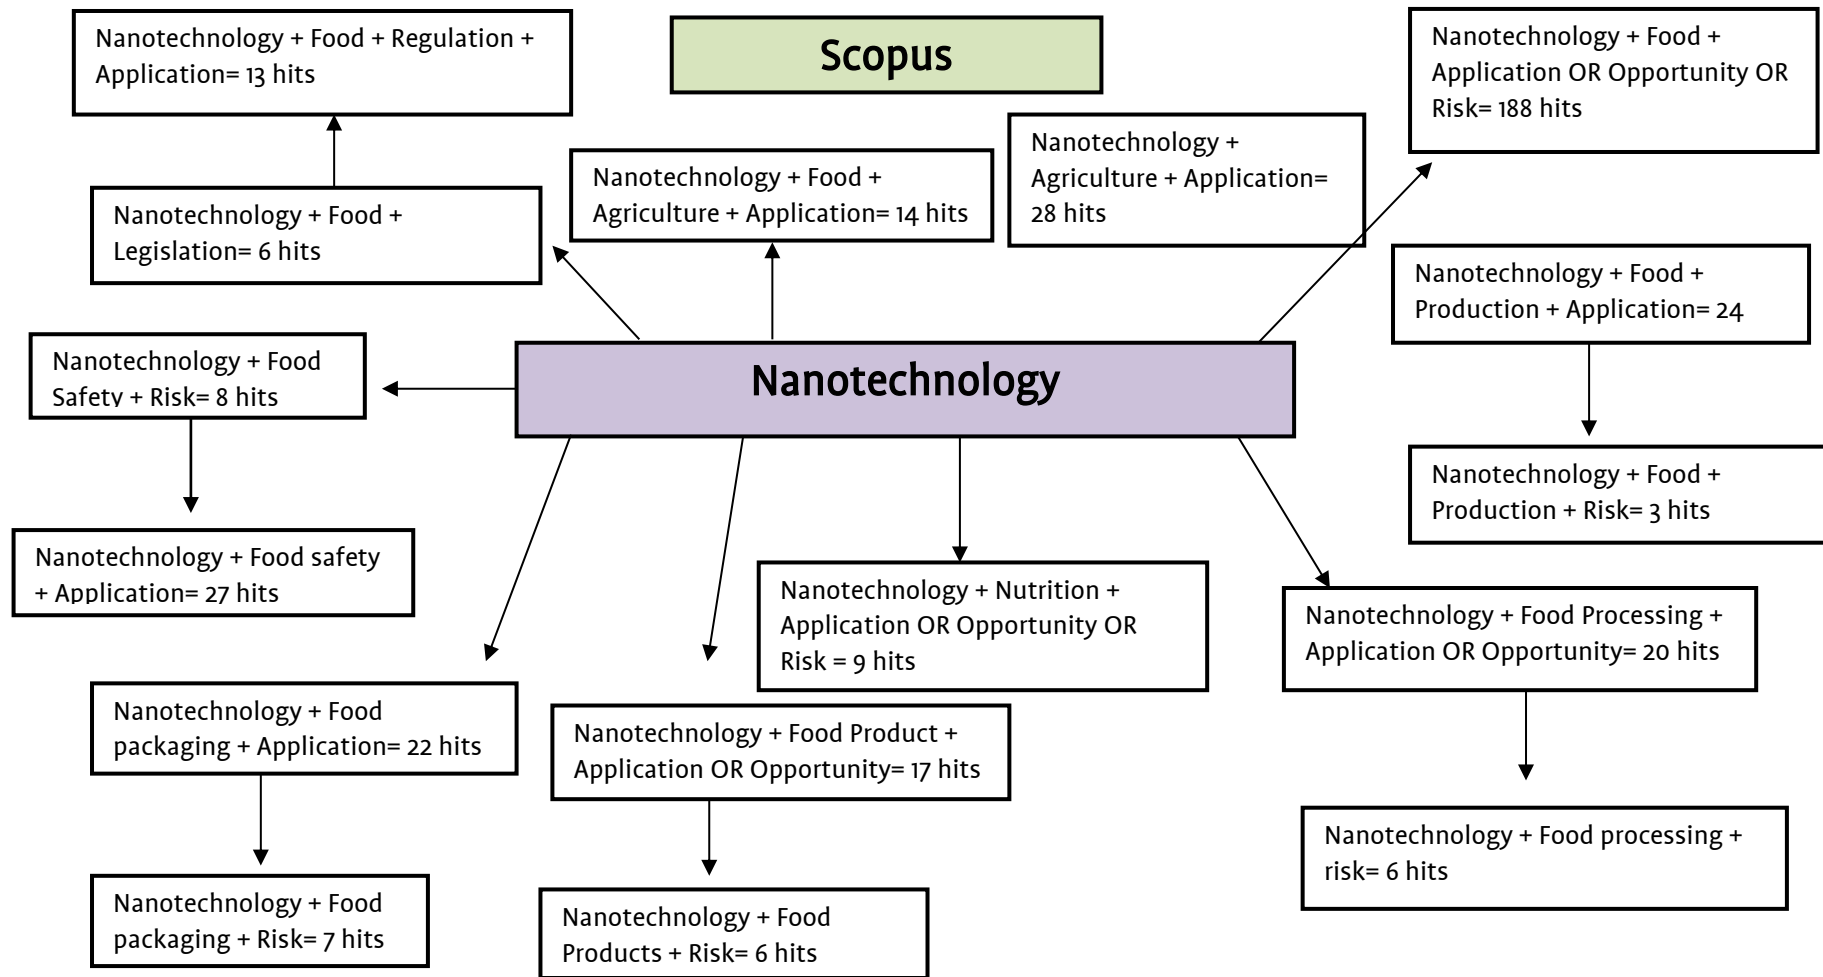 Nanotechnology + Food + Regulation +
Application= 13 hits
Scopus
Nanotechnology + Food +
Application OR Opportunity OR
Risk= 188 hits
Nanotechnology + Food +
Legislation= 6 hits
Nanotechnology + Food +
Agriculture + Application= 14 hits
Nanotechnology +
Agriculture + Application=
28 hits
Nanotechnology + Food +
Production + Application= 24
Nanotechnology + Food
Safety + Risk= 8 hits
Nanotechnology
Nanotechnology + Food +
Production + Risk= 3 hits
Nanotechnology + Food safety
+ Application= 27 hits
Nanotechnology + Nutrition +
Application OR Opportunity OR
Risk = 9 hits
Nanotechnology + Food Processing +
Application OR Opportunity= 20 hits
Nanotechnology + Food
packaging + Application= 22 hits
Nanotechnology + Food Product +
Application OR Opportunity= 17 hits
Nanotechnology + Food processing +
risk= 6 hits
Nanotechnology + Food
packaging + Risk= 7 hits
Nanotechnology + Food
Products + Risk= 6 hits